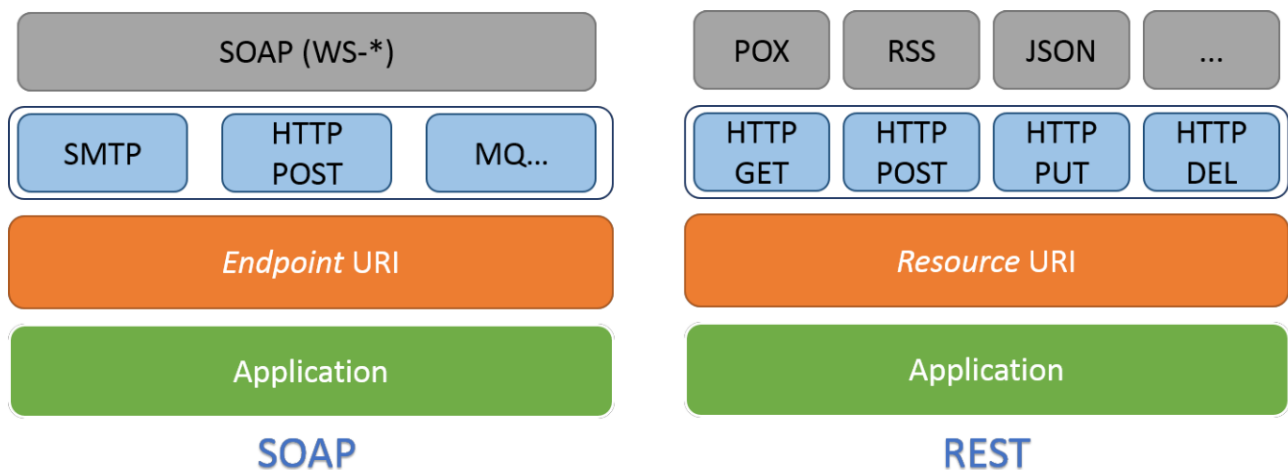 SOAP (WS-*)
SMTP
HTTP
POST
MQ...
Endpoint URI
Application
SOAP
POX
RSS
JSON
...
HTTP
GET
HTTP
POST
HTTP
PUT
HTTP
DEL
Resource URI
Application
REST